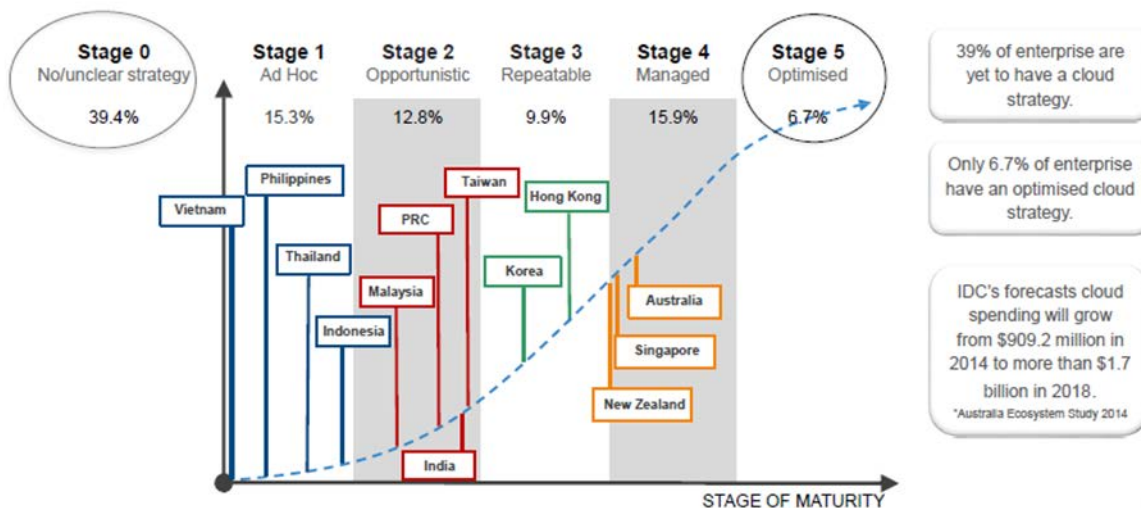 Stage 0
No/unclear strategy
39.4%
Stage 1
Ad Hoc
15.3%
Stage 2
Opportunistic
12.8%
Stage 3
Repeatable
9.9%
Stage 4
Managed
15.9%
Stage 5
Optimised
6.7%
Vietnam
Philippines
Thailand
Indonesia
Malaysia
PRC
Taiwan
India
Korea
Hong Kong
Australia
Singapore
New Zealand
STAGE OF MATURITY
39% of enterprise are
yet to have a cloud
strategy.
Only 6.7% of enterprise
have an optimised cloud
strategy.
IDC's forecasts cloud
spending will grow
from $909.2 million in
2014 to more than $1.7
billion in 2018.
*Australia Ecosystem Study 2014